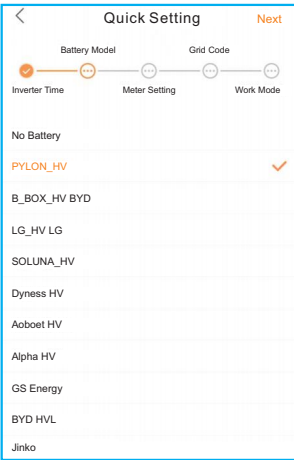 Quick Setting
Next
Battery Model
Grid Code
Inverter Time
Meter Setting
Work Mode
No Battery
PYLON_HV
B_BOX_HV BYD
LG_HV LG
SOLUNA_HV
Dyness HV
Aoboet HV
Alpha HV
GS Energy
BYD HVL
Jinko